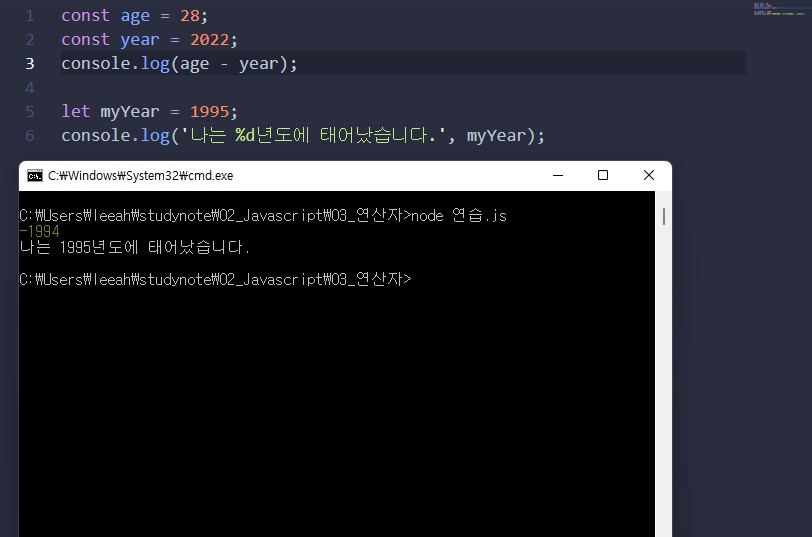 1 const age = 28;
2 const year = 2022;
3 console.log(age - year);
4
5 let myYear = 1995;
6 console.log('나는 %d년도에 태어났습니다.', myYear);
C:\. C:₩Windows₩System32₩cmd.exe
C:₩Users₩leeah₩studynote₩02_Javascript₩03_연산자>node 연습.js
-1994
나는 1995년도에 태어났습니다.
C:₩Users₩leeah₩studynote₩02_Javascript₩03_연산자>